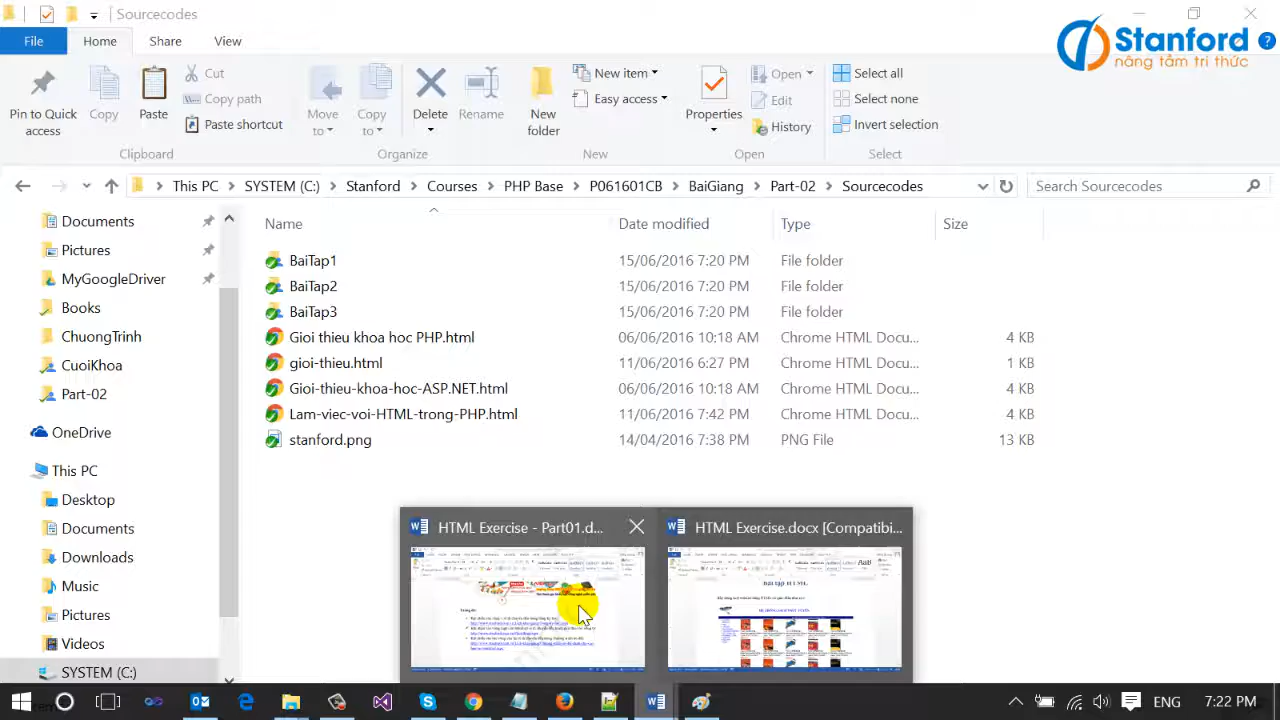 Sourcecodes
File
Home
Share
View
Stanford
nâng tầm tri thức
?
Pin to Quick access
Copy
Paste
Cut
Copy path
Paste shortcut
Move to
Copy to
Delete
Rename
New folder
New item
Easy access
Properties
Open
Edit
History
Select all
Select none
Invert selection
Clipboard
Organize
New
Open
Select
This PC
SYSTEM (C:)
Stanford
Courses
PHP Base
P061601CB
BaiGiang
Part-02
Sourcecodes
Search Sourcecodes
Documents
Pictures
MyGoogleDriver
Books
ChuongTrinh
CuoiKhoa
Part-02
OneDrive
This PC
Desktop
Documents
Downloads
Music
Pictures
Videos
SYSTEM (C:)
Name Date modified Type Size
BaiTap1 15/06/2016 7:20 PM File folder
BaiTap2 15/06/2016 7:20 PM File folder
BaiTap3 15/06/2016 7:20 PM File folder
Gioi thieu khoa hoc PHP.html 06/06/2016 10:18 AM Chrome HTML Docu... 4 KB
gioi-thieu.html 11/06/2016 6:27 PM Chrome HTML Docu... 1 KB
Gioi-thieu-khoa-hoc-ASP.NET.html 06/06/2016 10:18 AM Chrome HTML Docu... 4 KB
Lam-viec-voi-HTML-trong-PHP.html 11/06/2016 7:42 PM Chrome HTML Docu... 4 KB
stanford.png 14/04/2016 7:38 PM PNG File 13 KB
HTML Exercise - Part01.d...
HTML Exercise.docx [Compatibi...
ENG
7:22 PM